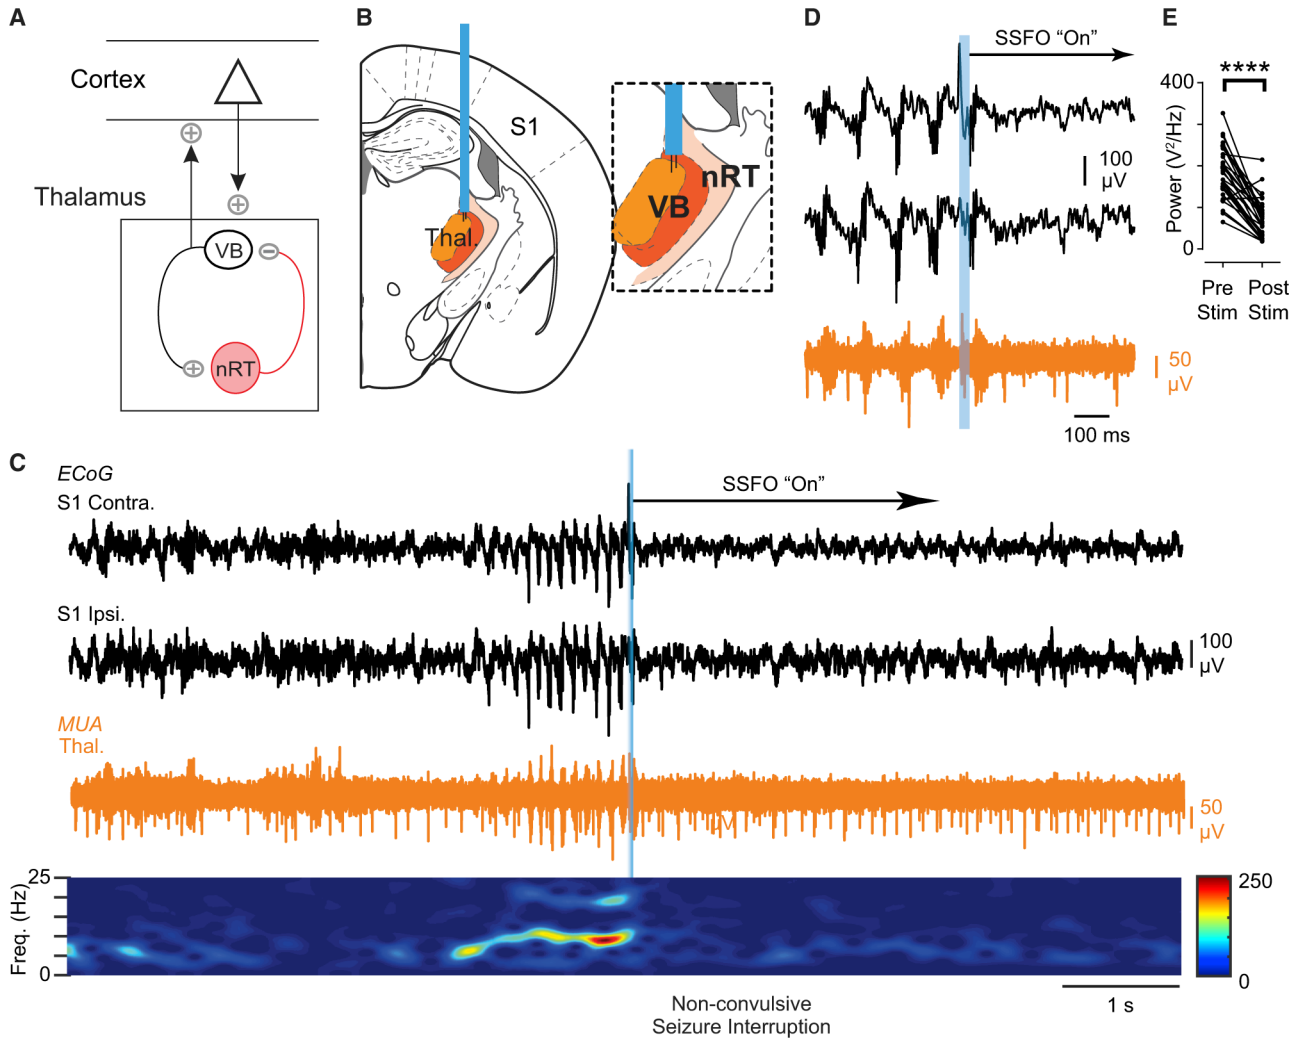 A
Cortex
Thalamus
⊕
⊕
VB
⊖
⊕
nRT
B
S1
Thal.
nRT
VB
D
SSFO “On”
100
µV
50
µV
100 ms
E
****
400
Power (V²/Hz)
0
Pre
Stim
Post
Stim
C
ECoG
S1 Contra.
SSFO “On”
S1 Ipsi.
100
µV
MUA
Thal.
µV
50
µV
25
Freq. (Hz)
0
250
0
1 s
Non-convulsive
Seizure Interruption